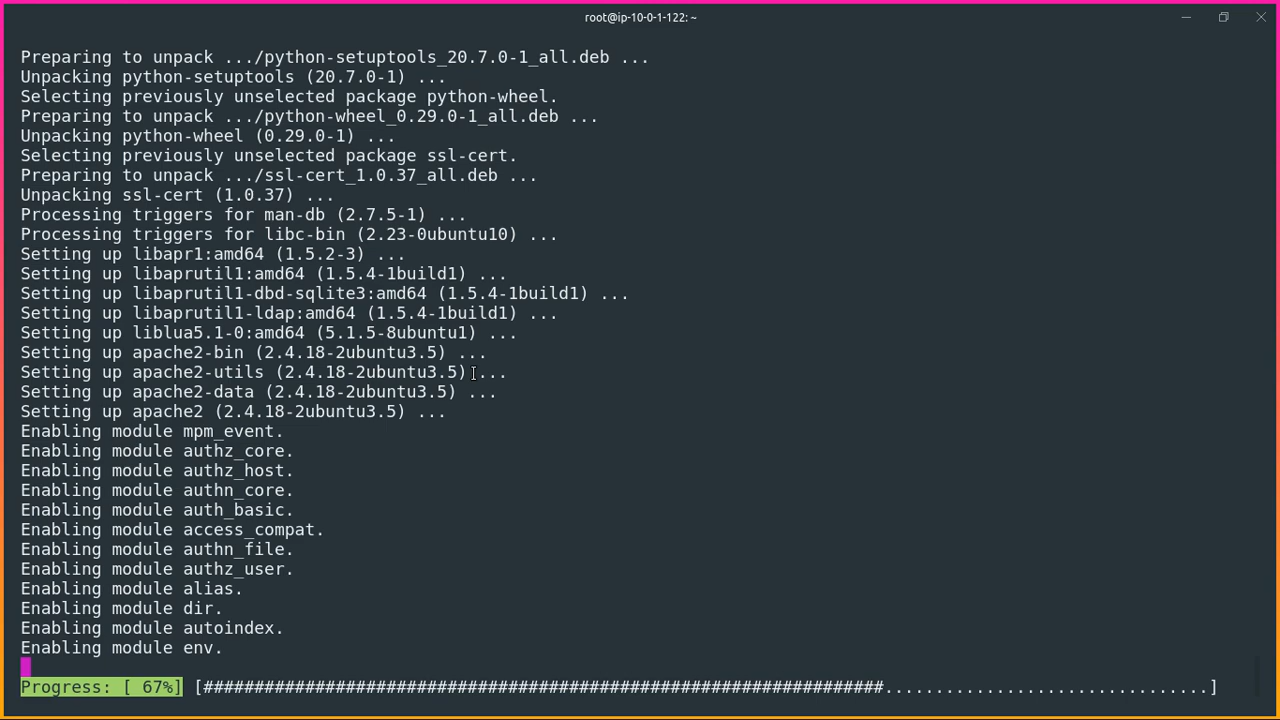 root@ip-10-0-1-122: ~
Preparing to unpack .../python-setuptools_20.7.0-1_all.deb ...
Unpacking python-setuptools (20.7.0-1) ...
Selecting previously unselected package python-wheel.
Preparing to unpack .../python-wheel_0.29.0-1_all.deb ...
Unpacking python-wheel (0.29.0-1) ...
Selecting previously unselected package ssl-cert.
Preparing to unpack .../ssl-cert_1.0.37_all.deb ...
Unpacking ssl-cert (1.0.37) ...
Processing triggers for man-db (2.7.5-1) ...
Processing triggers for libc-bin (2.23-0ubuntu10) ...
Setting up libapr1:amd64 (1.5.2-3) ...
Setting up libaprutil1:amd64 (1.5.4-1build1) ...
Setting up libaprutil1-dbd-sqlite3:amd64 (1.5.4-1build1) ...
Setting up libaprutil1-ldap:amd64 (1.5.4-1build1) ...
Setting up liblua5.1-0:amd64 (5.1.5-8ubuntu1) ...
Setting up apache2-bin (2.4.18-2ubuntu3.5) ...
Setting up apache2-utils (2.4.18-2ubuntu3.5) ...
Setting up apache2-data (2.4.18-2ubuntu3.5) ...
Setting up apache2 (2.4.18-2ubuntu3.5) ...
Enabling module mpm_event.
Enabling module authz_core.
Enabling module authz_host.
Enabling module authn_core.
Enabling module auth_basic.
Enabling module access_compat.
Enabling module authn_file.
Enabling module authz_user.
Enabling module alias.
Enabling module dir.
Enabling module autoindex.
Enabling module env.
Progress: [ 67%] [###################################################################................................]